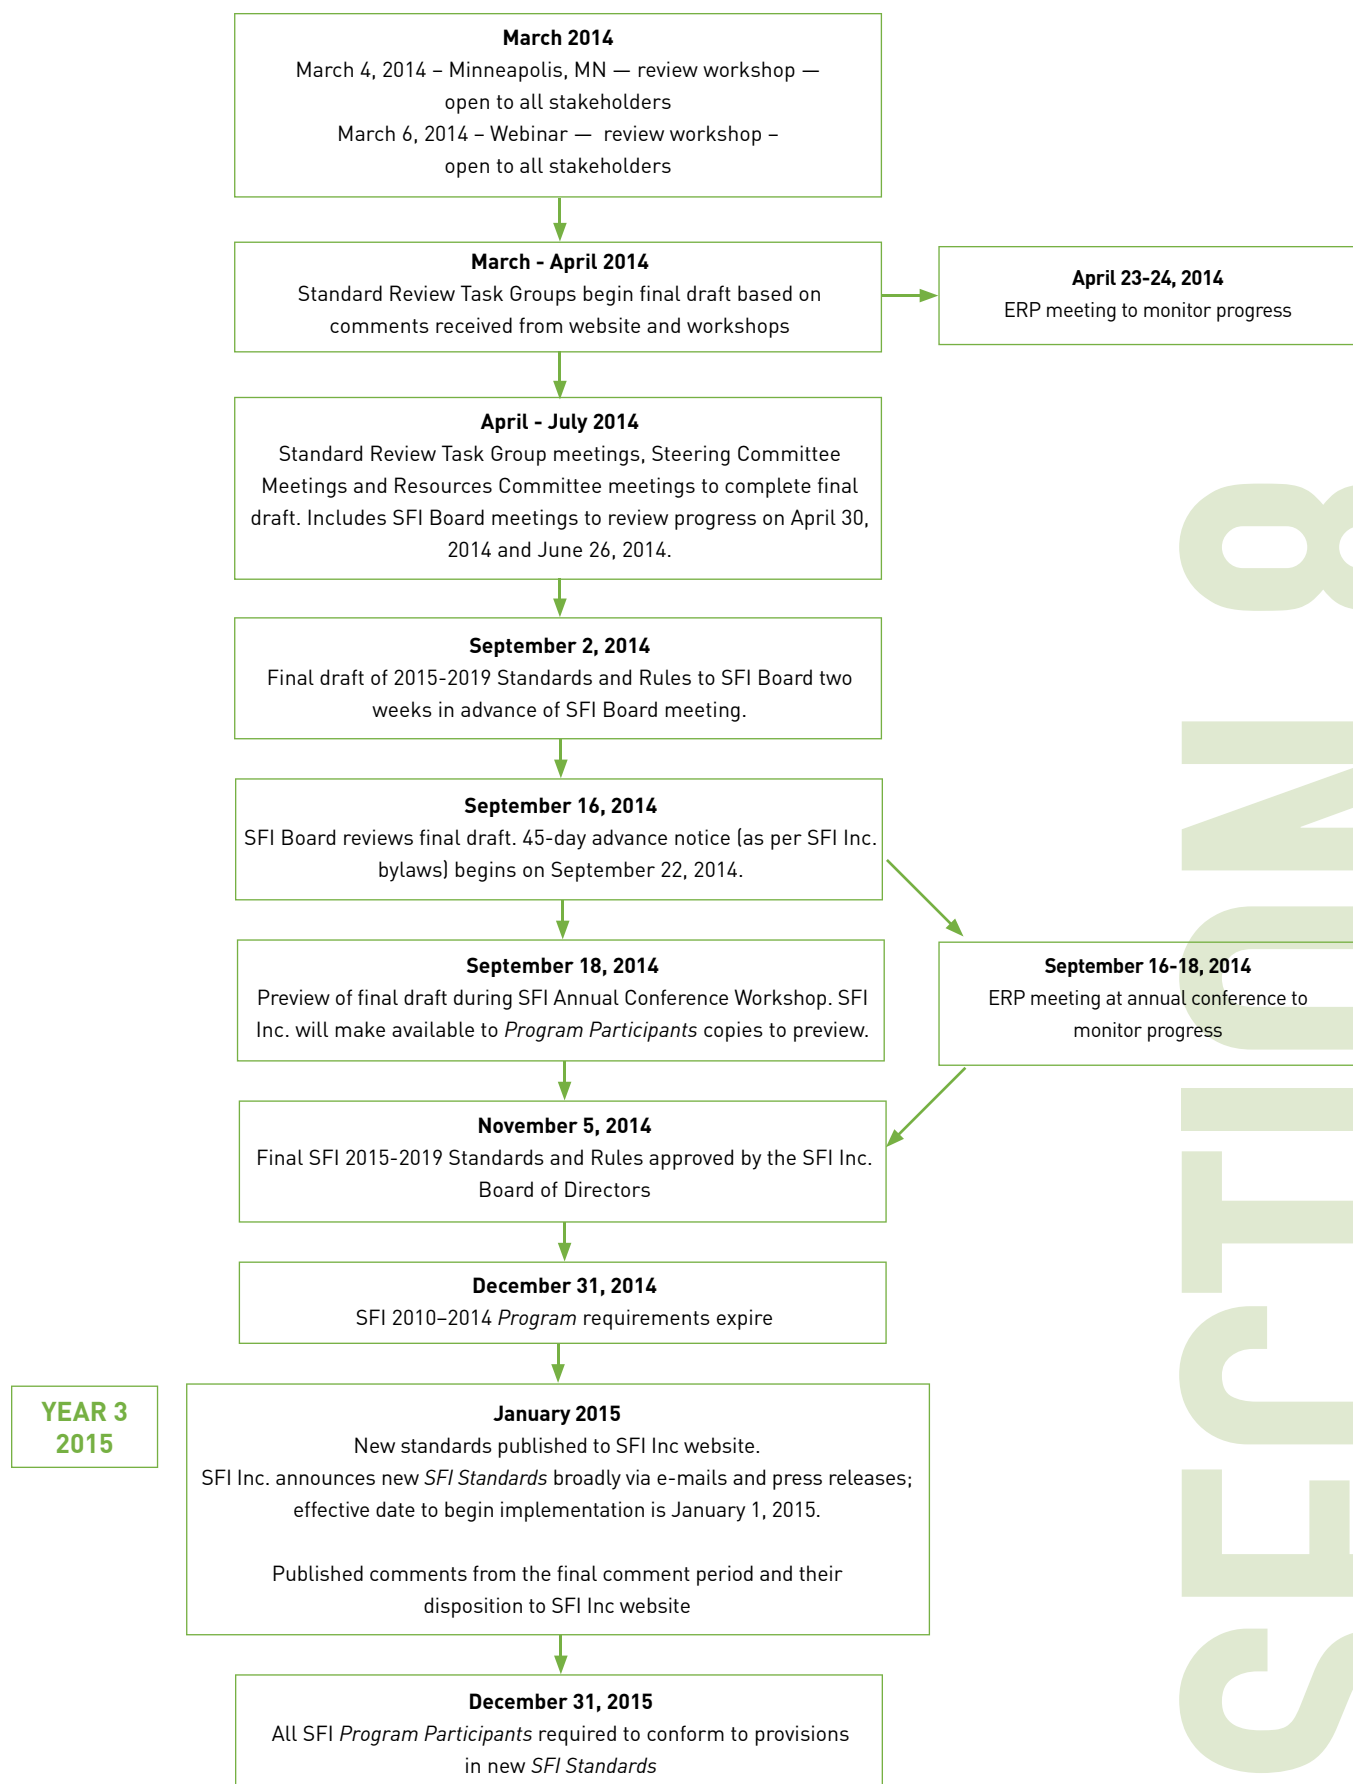 March 2014
March 4, 2014 – Minneapolis, MN — review workshop —
open to all stakeholders
March 6, 2014 – Webinar — review workshop –
open to all stakeholders
March - April 2014
Standard Review Task Groups begin final draft based on
comments received from website and workshops
April 23-24, 2014
ERP meeting to monitor progress
April - July 2014
Standard Review Task Group meetings, Steering Committee
Meetings and Resources Committee meetings to complete final
draft. Includes SFI Board meetings to review progress on April 30,
2014 and June 26, 2014.
September 2, 2014
Final draft of 2015-2019 Standards and Rules to SFI Board two
weeks in advance of SFI Board meeting.
September 16, 2014
SFI Board reviews final draft. 45-day advance notice (as per SFI Inc.
bylaws) begins on September 22, 2014.
September 18, 2014
Preview of final draft during SFI Annual Conference Workshop. SFI
Inc. will make available to Program Participants copies to preview.
September 16-18, 2014
ERP meeting at annual conference to
monitor progress
November 5, 2014
Final SFI 2015-2019 Standards and Rules approved by the SFI Inc.
Board of Directors
December 31, 2014
SFI 2010–2014 Program requirements expire
YEAR 3
2015
January 2015
New standards published to SFI Inc website.
SFI Inc. announces new SFI Standards broadly via e-mails and press releases;
effective date to begin implementation is January 1, 2015.
Published comments from the final comment period and their
disposition to SFI Inc website
December 31, 2015
All SFI Program Participants required to conform to provisions
in new SFI Standards
SECTION 8